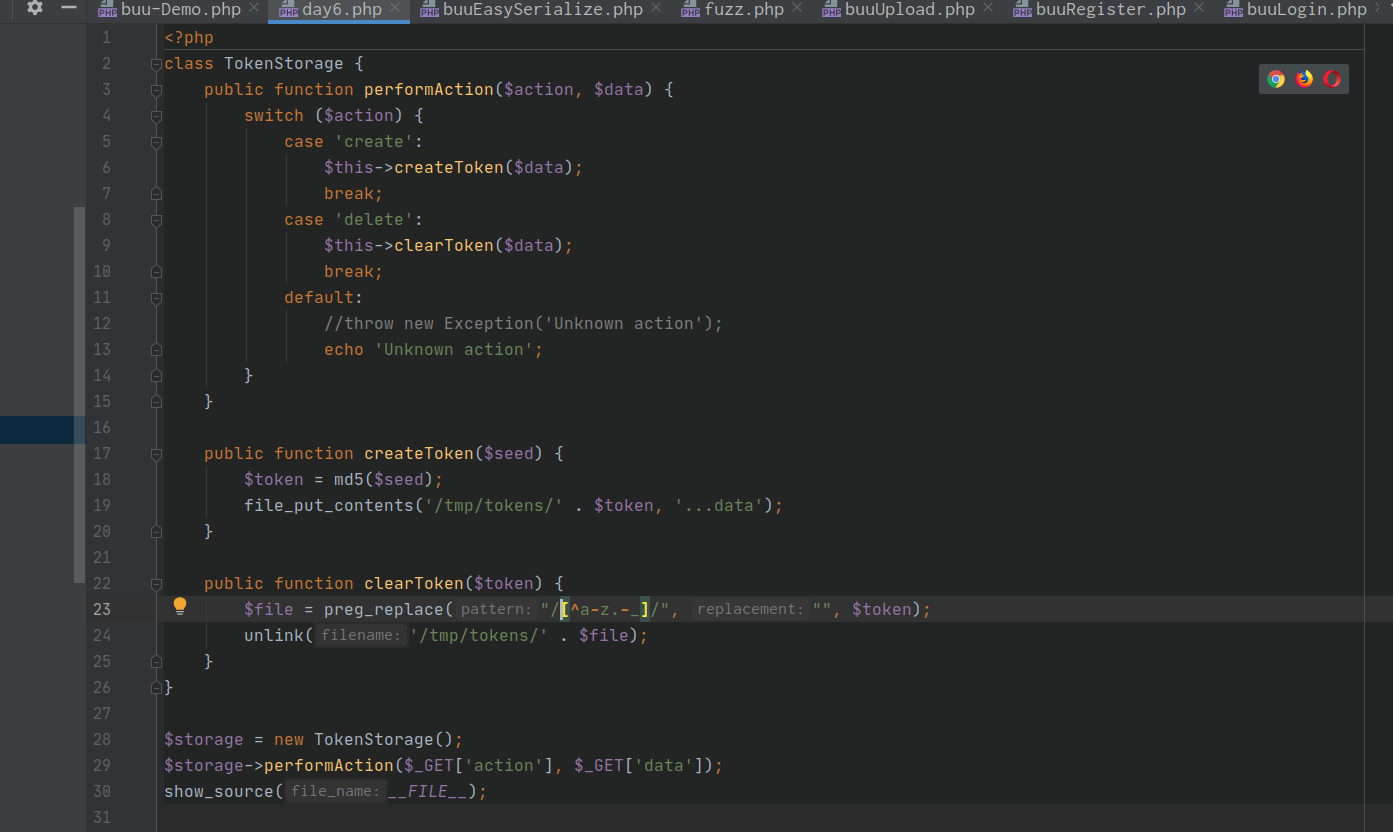 buu-Demo.php day6.php buuEasySerialize.php fuzz.php buuUpload.php buuRegister.php buuLogin.php
1 <?php
2 class TokenStorage {
3 public function performAction($action, $data) {
4 switch ($action) {
5 case 'create':
6 $this->createToken($data);
7 break;
8 case 'delete':
9 $this->clearToken($data);
10 break;
11 default:
12 //throw new Exception('Unknown action');
13 echo 'Unknown action';
14 }
15 }
16
17 public function createToken($seed) {
18 $token = md5($seed);
19 file_put_contents('/tmp/tokens/' . $token, '...data');
20 }
21
22 public function clearToken($token) {
23 $file = preg_replace( pattern: "/[^a-z.-_]/", replacement: "", $token);
24 unlink( filename: '/tmp/tokens/' . $file);
25 }
26 }
27
28 $storage = new TokenStorage();
29 $storage->performAction($_GET['action'], $_GET['data']);
30 show_source( file_name: __FILE__);
31